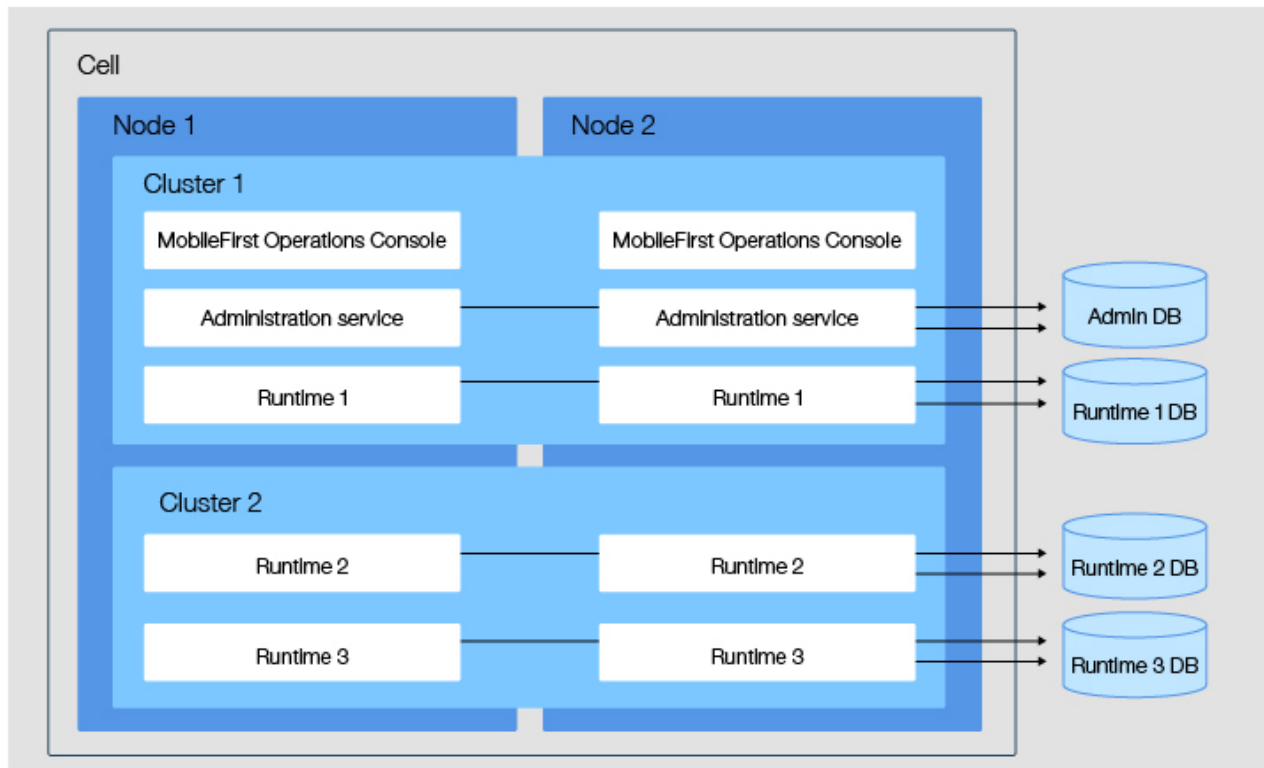 Cell
Node 1
Node 2
Cluster 1
MobileFirst Operations Console
MobileFirst Operations Console
Administration service
Administration service
Admin DB
Runtime 1
Runtime 1
Runtime 1 DB
Cluster 2
Runtime 2
Runtime 2
Runtime 2 DB
Runtime 3
Runtime 3
Runtime 3 DB